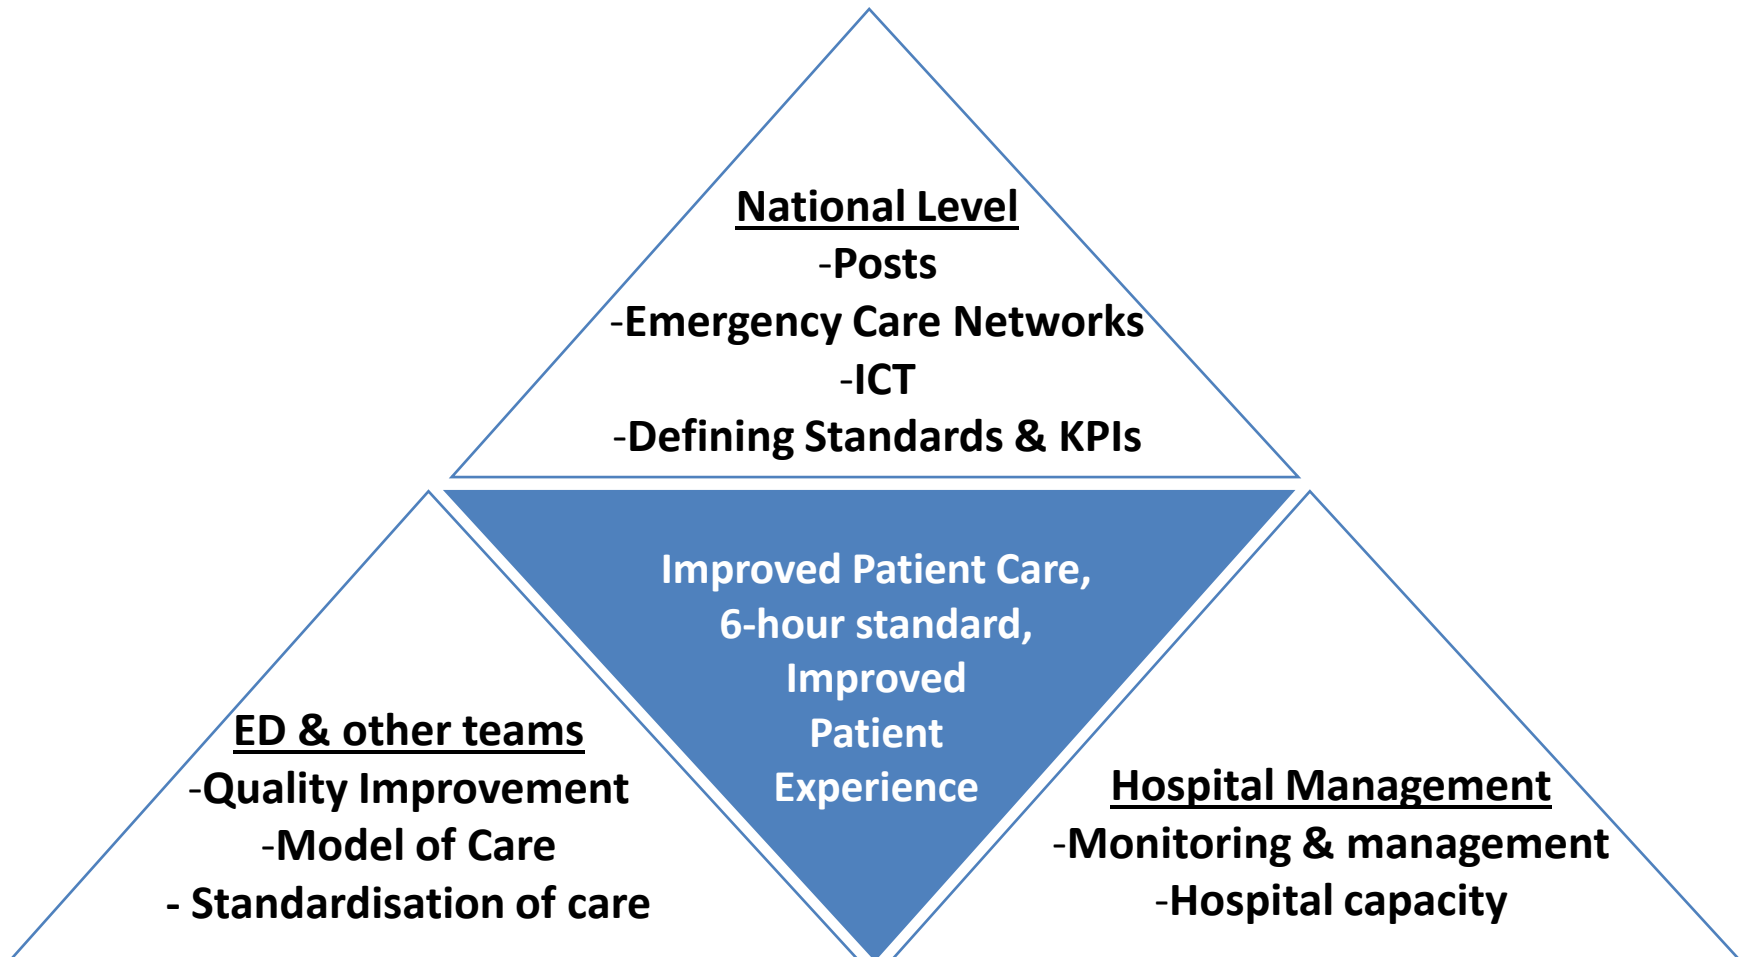 National Level
-Posts
-Emergency Care Networks
-ICT
-Defining Standards & KPIs
Improved Patient Care,
6-hour standard,
Improved
Patient
Experience
ED & other teams
-Quality Improvement
-Model of Care
- Standardisation of care
Hospital Management
-Monitoring & management
-Hospital capacity